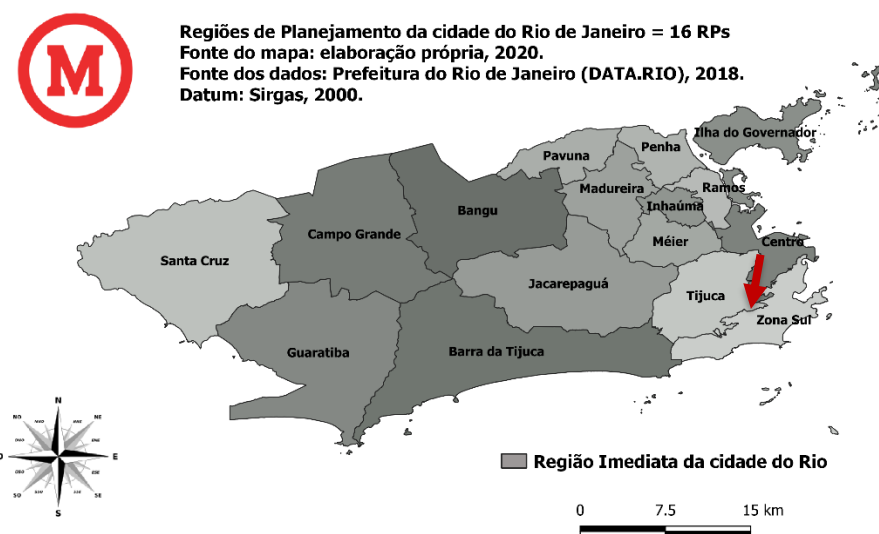 M
Regiões de Planejamento da cidade do Rio de Janeiro = 16 RPs
Fonte do mapa: elaboração própria, 2020.
Fonte dos dados: Prefeitura do Rio de Janeiro (DATA.RIO), 2018.
Datum: Sirgas, 2000.
Ilha do Governador
Penha
Pavuna
Madureira
Ramos
Inhaúma
Bangu
Campo Grande
Méier
Centro
Santa Cruz
Jacarepaguá
Tijuca
Zona Sul
Guaratiba
Barra da Tijuca
N
NO
NE
O
E
SO
SE
S
Região Imediata da cidade do Rio
0 7.5 15 km